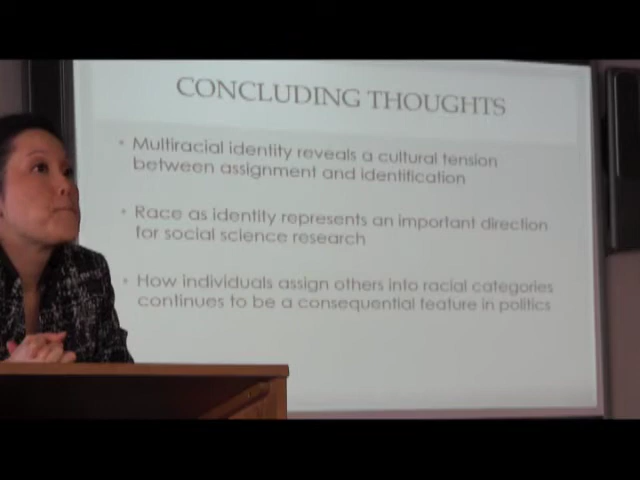 CONCLUDING THOUGHTS
• Multiracial identity reveals a cultural tension
between assignment and identification
• Race as identity represents an important direction
for social science research
• How individuals assign others into racial categories
continues to be a consequential feature in politics